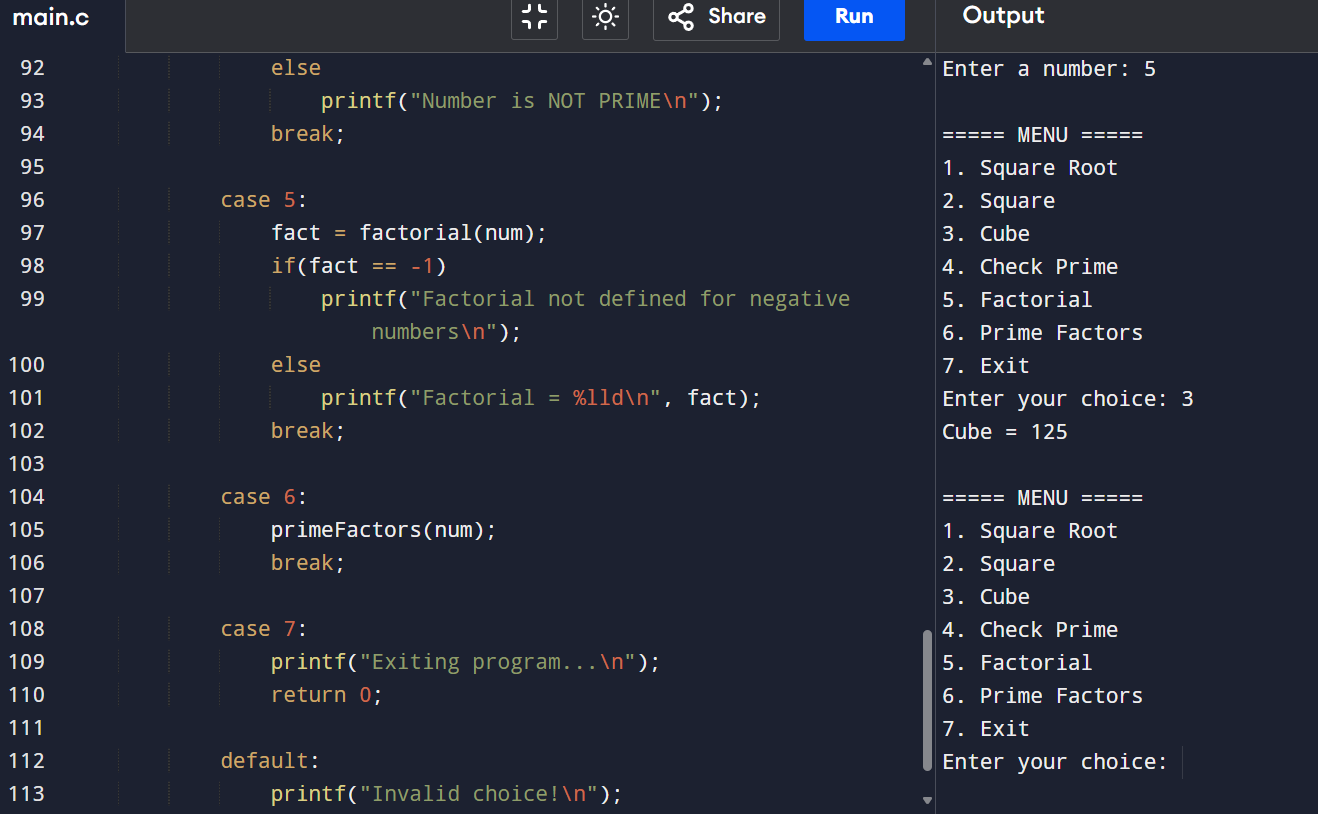 main.c
Share
Run
Output
92 else
93 printf("Number is NOT PRIME\n");
94 break;
95
96 case 5:
97 fact = factorial(num);
98 if(fact == -1)
99 printf("Factorial not defined for negative
numbers\n");
100 else
101 printf("Factorial = %lld\n", fact);
102 break;
103
104 case 6:
105 primeFactors(num);
106 break;
107
108 case 7:
109 printf("Exiting program...\n");
110 return 0;
111
112 default:
113 printf("Invalid choice!\n");
Enter a number: 5
===== MENU =====
1. Square Root
2. Square
3. Cube
4. Check Prime
5. Factorial
6. Prime Factors
7. Exit
Enter your choice: 3
Cube = 125
===== MENU =====
1. Square Root
2. Square
3. Cube
4. Check Prime
5. Factorial
6. Prime Factors
7. Exit
Enter your choice: